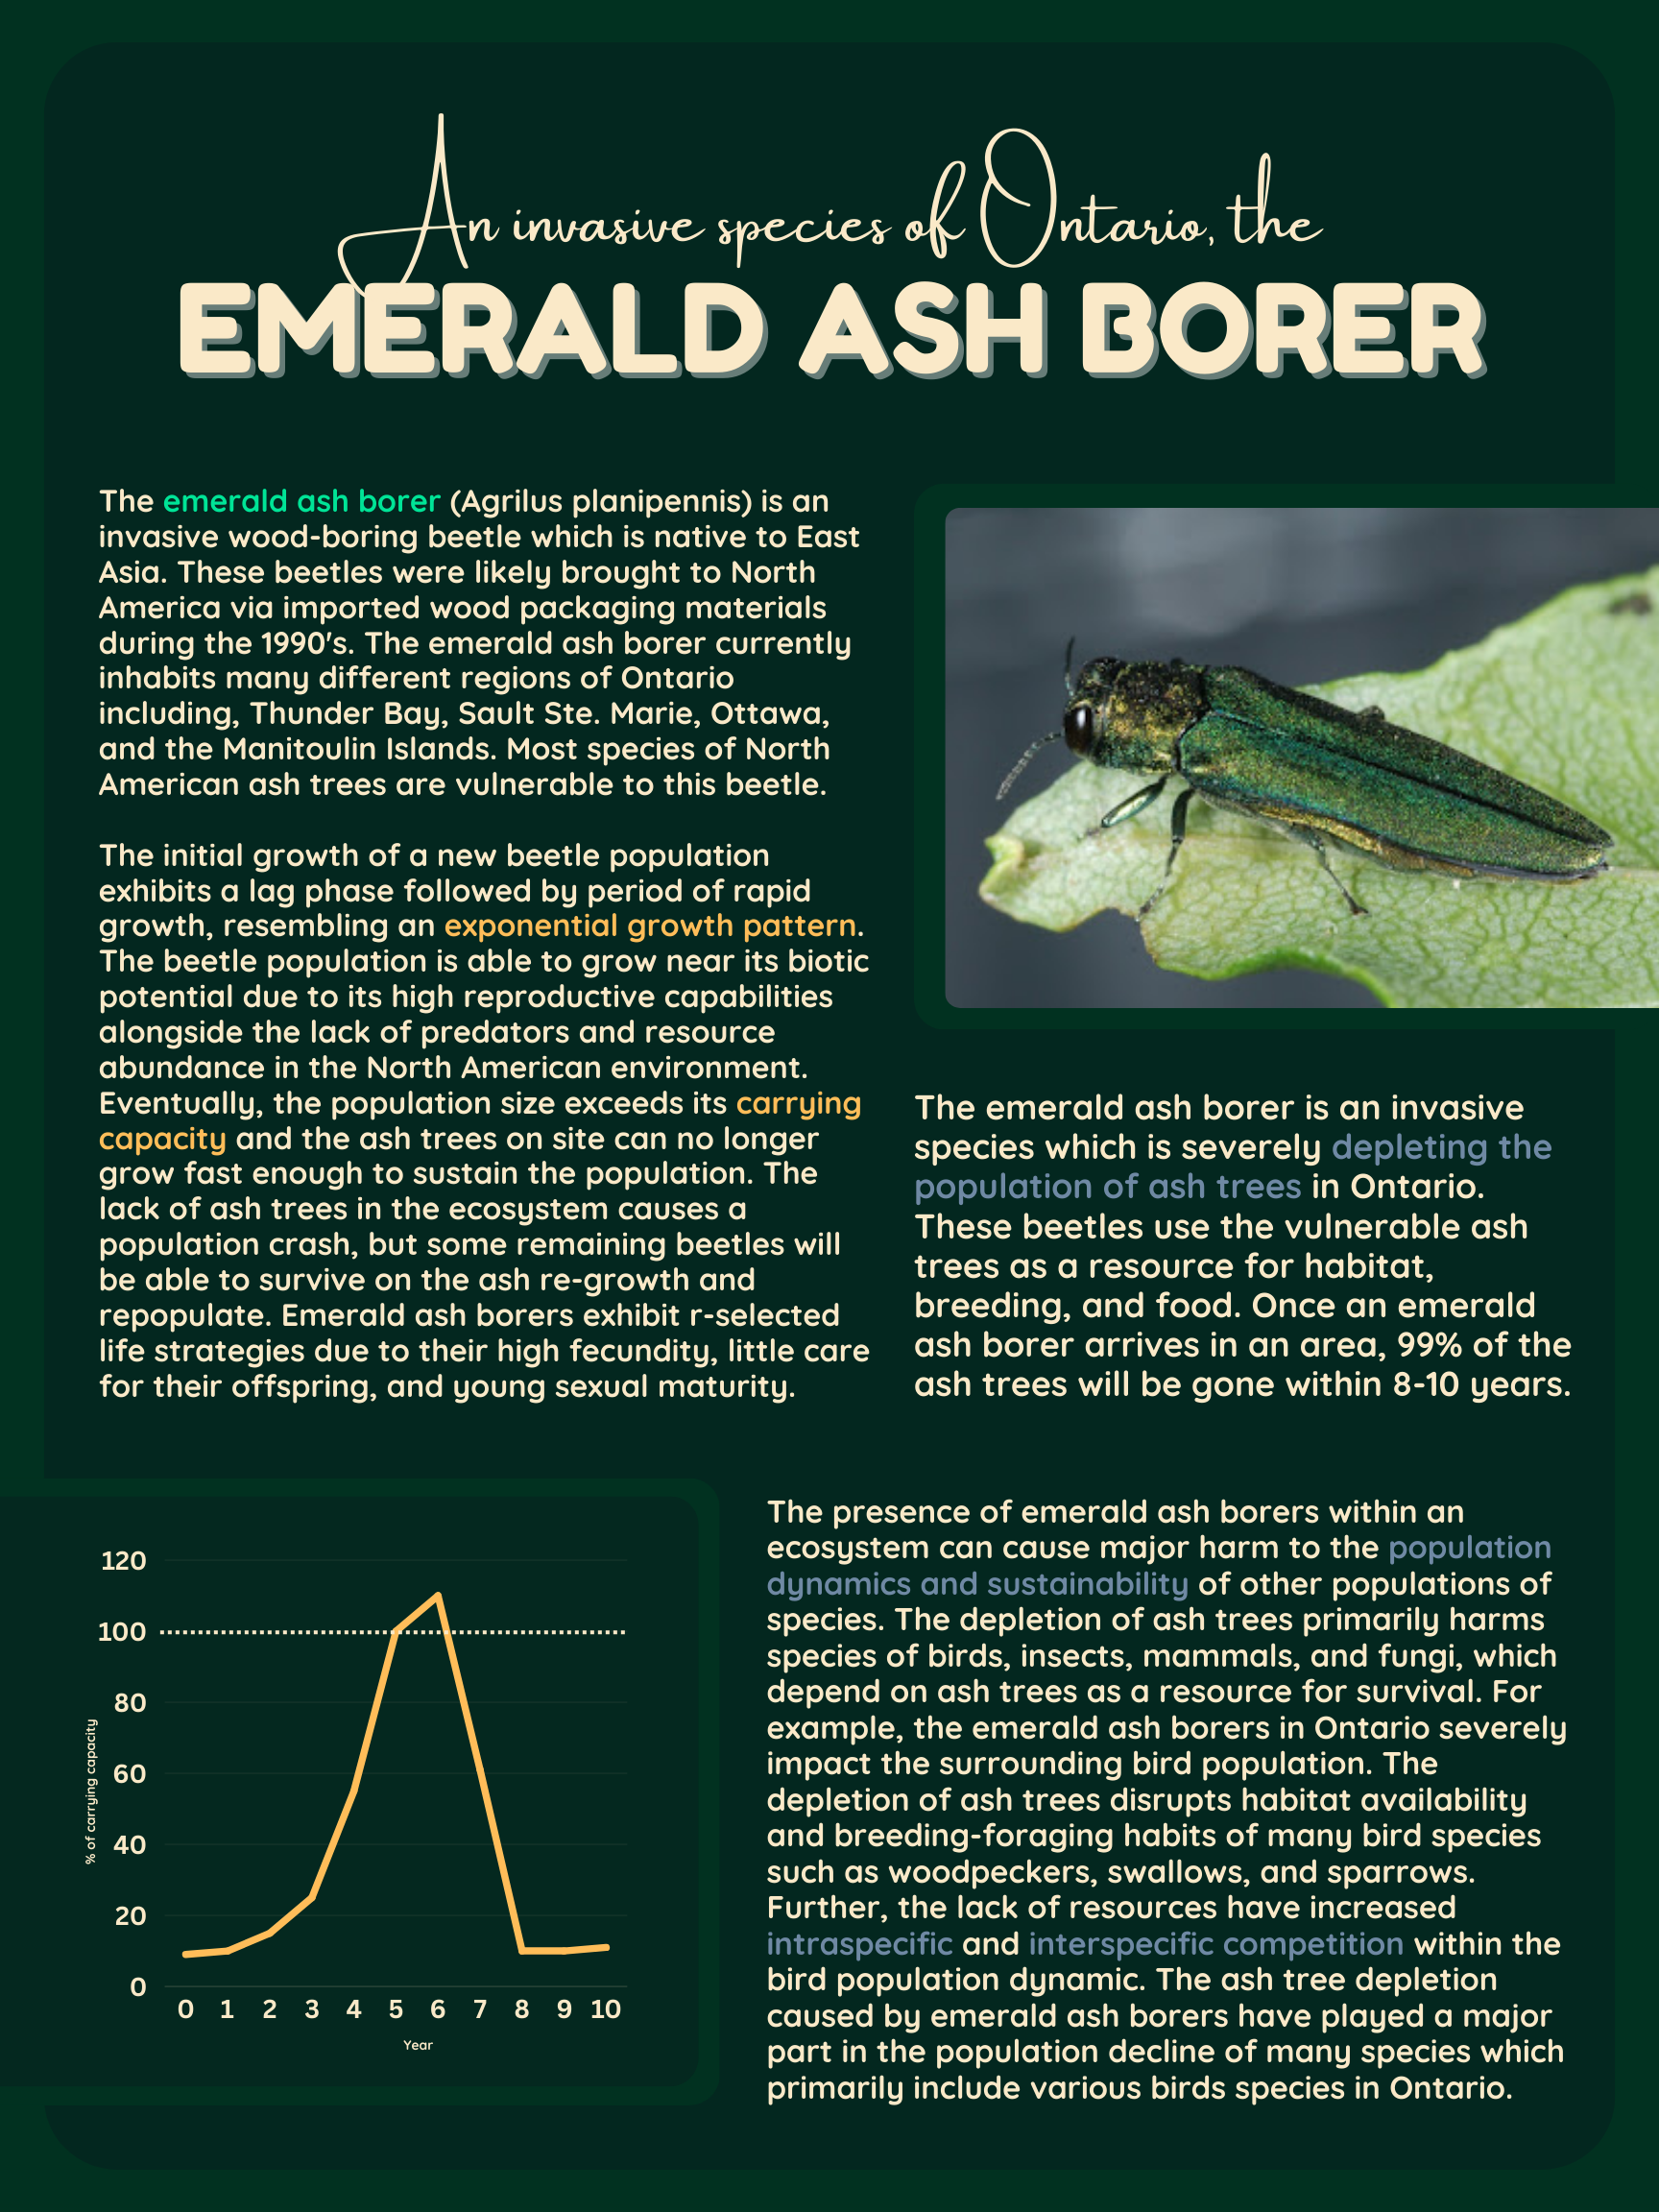 An invasive species of Ontario, the
EMERALD ASH BORER
The emerald ash borer (Agrilus planipennis) is an
invasive wood-boring beetle which is native to East
Asia. These beetles were likely brought to North
America via imported wood packaging materials
during the 1990's. The emerald ash borer currently
inhabits many different regions of Ontario
including, Thunder Bay, Sault Ste. Marie, Ottawa,
and the Manitoulin Islands. Most species of North
American ash trees are vulnerable to this beetle.
The initial growth of a new beetle population
exhibits a lag phase followed by period of rapid
growth, resembling an exponential growth pattern.
The beetle population is able to grow near its biotic
potential due to its high reproductive capabilities
alongside the lack of predators and resource
abundance in the North American environment.
Eventually, the population size exceeds its carrying
capacity and the ash trees on site can no longer
grow fast enough to sustain the population. The
lack of ash trees in the ecosystem causes a
population crash, but some remaining beetles will
be able to survive on the ash re-growth and
repopulate. Emerald ash borers exhibit r-selected
life strategies due to their high fecundity, little care
for their offspring, and young sexual maturity.
The emerald ash borer is an invasive
species which is severely depleting the
population of ash trees in Ontario.
These beetles use the vulnerable ash
trees as a resource for habitat,
breeding, and food. Once an emerald
ash borer arrives in an area, 99% of the
ash trees will be gone within 8-10 years.
120
100
80
60
40
20
0
% of carrying capacity
0 1 2 3 4 5 6 7 8 9 10
Year
The presence of emerald ash borers within an
ecosystem can cause major harm to the population
dynamics and sustainability of other populations of
species. The depletion of ash trees primarily harms
species of birds, insects, mammals, and fungi, which
depend on ash trees as a resource for survival. For
example, the emerald ash borers in Ontario severely
impact the surrounding bird population. The
depletion of ash trees disrupts habitat availability
and breeding-foraging habits of many bird species
such as woodpeckers, swallows, and sparrows.
Further, the lack of resources have increased
intraspecific and interspecific competition within the
bird population dynamic. The ash tree depletion
caused by emerald ash borers have played a major
part in the population decline of many species which
primarily include various birds species in Ontario.